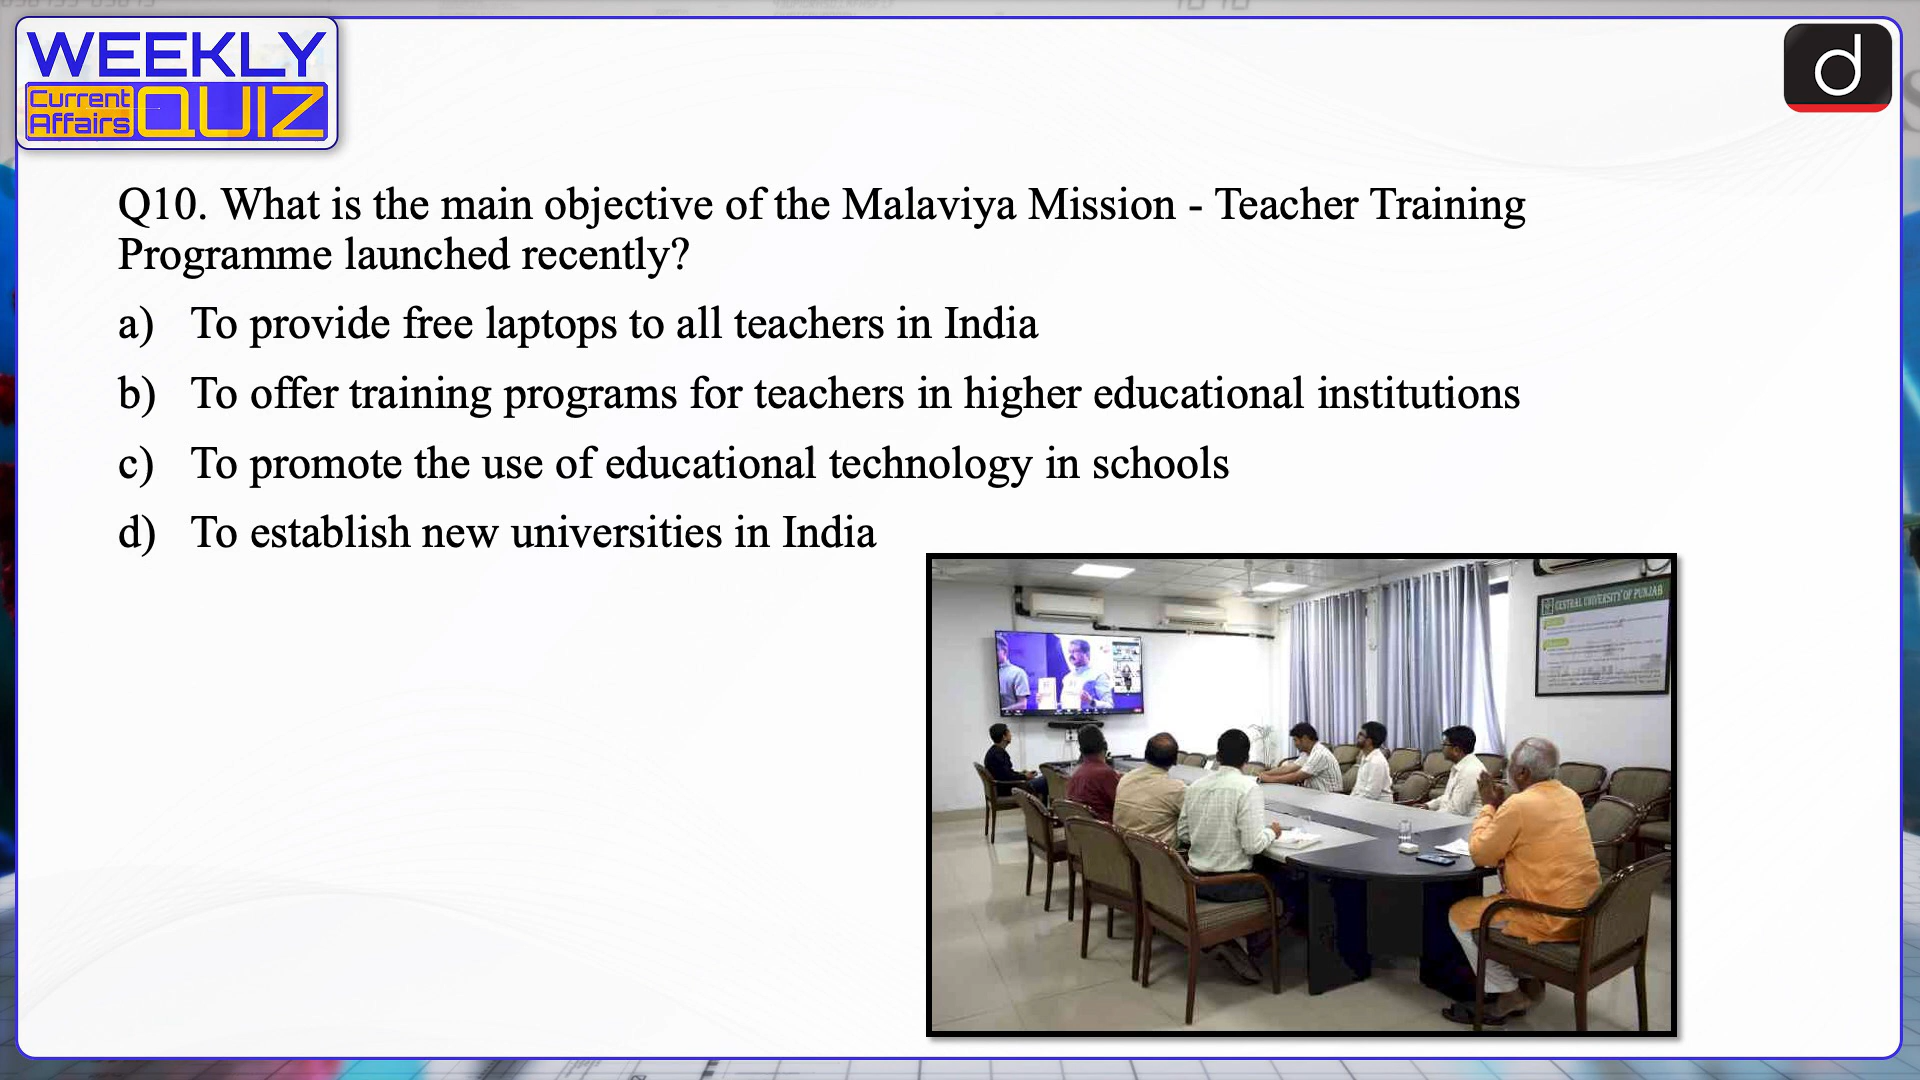 WEEKLY
Current
Affairs
QUIZ
d
Q10. What is the main objective of the Malaviya Mission - Teacher Training
Programme launched recently?
a) To provide free laptops to all teachers in India
b) To offer training programs for teachers in higher educational institutions
c) To promote the use of educational technology in schools
d) To establish new universities in India
CENTRAL UNIVERSITY OF PUNJAB